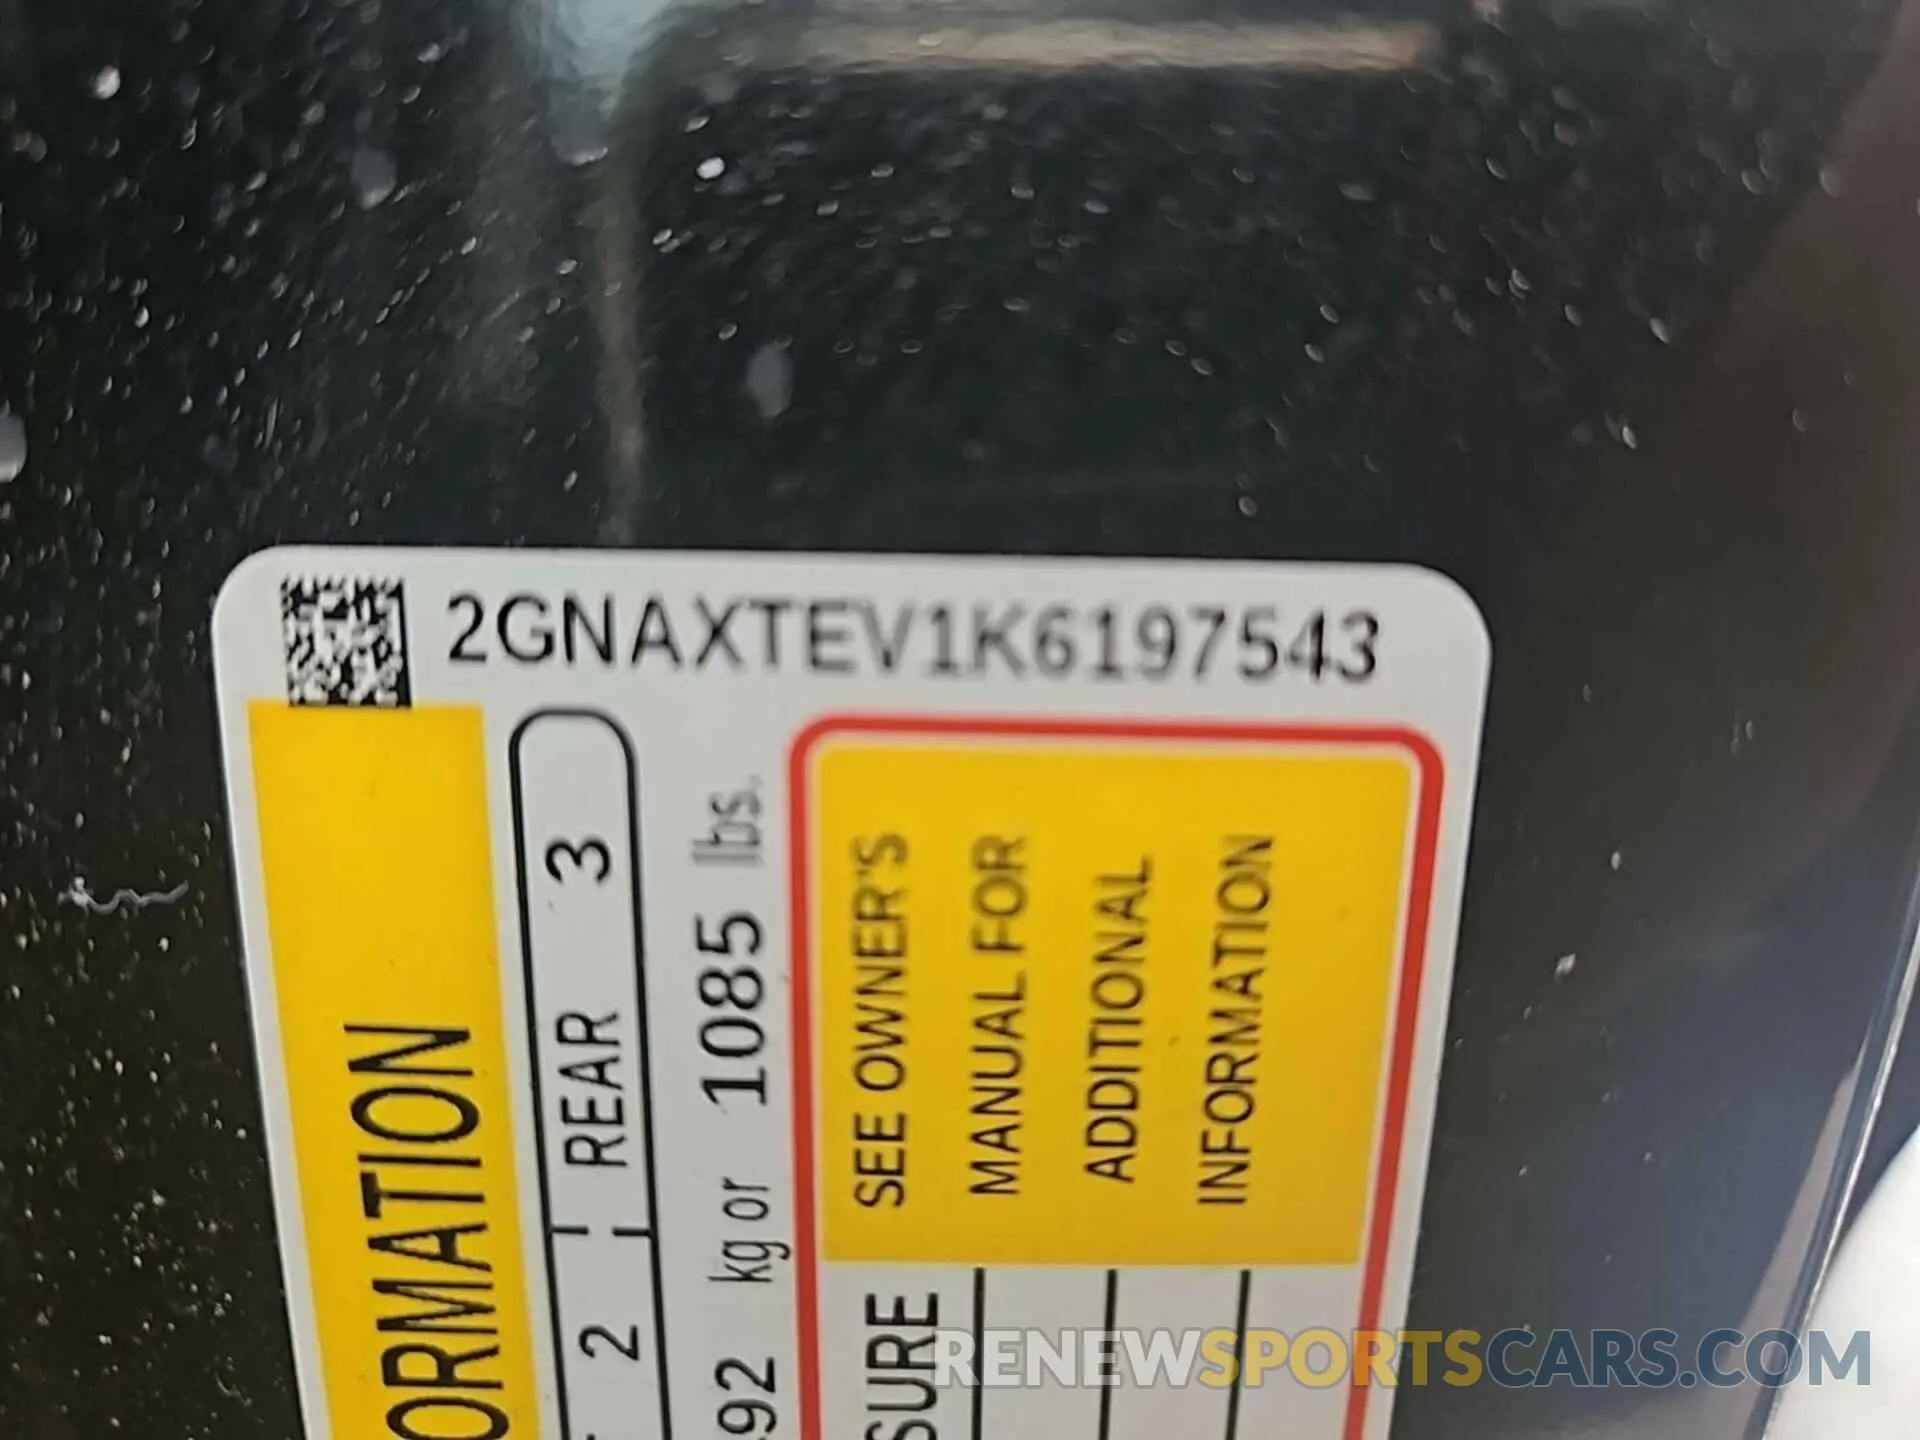 2GNAXTEV1K6197543
ORMATION
2 REAR 3
92 kg or 1085 lbs.
SURE
SEE OWNER'S
MANUAL FOR
ADDITIONAL
INFORMATION
RENEWSPORTSCARS.COM